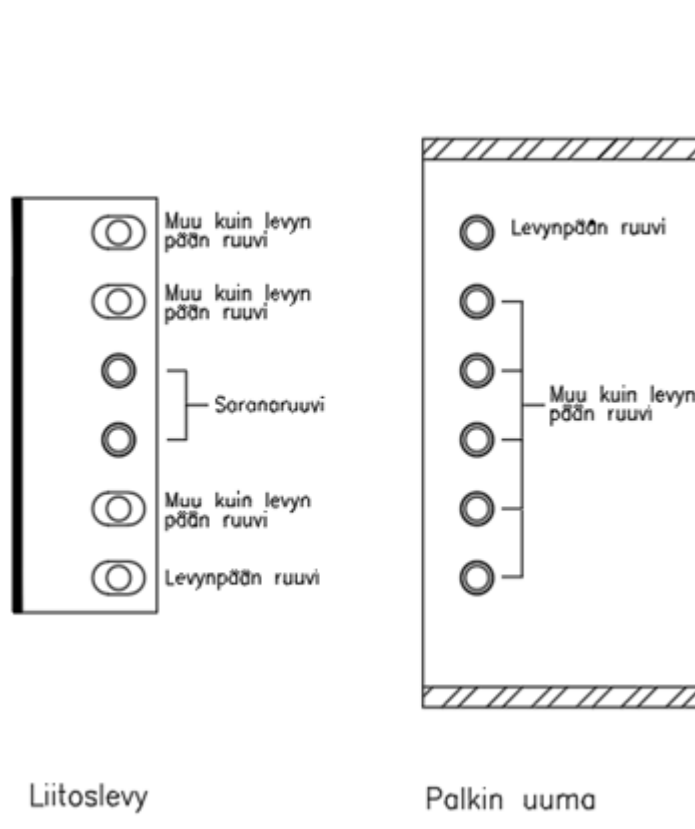 Muu kuin levyn
pään ruuvi
Muu kuin levyn
pään ruuvi
Saranaruuvi
Muu kuin levyn
pään ruuvi
Levynpään ruuvi
Liitoslevy
Levynpään ruuvi
Muu kuin levyn
pään ruuvi
Palkin uuma